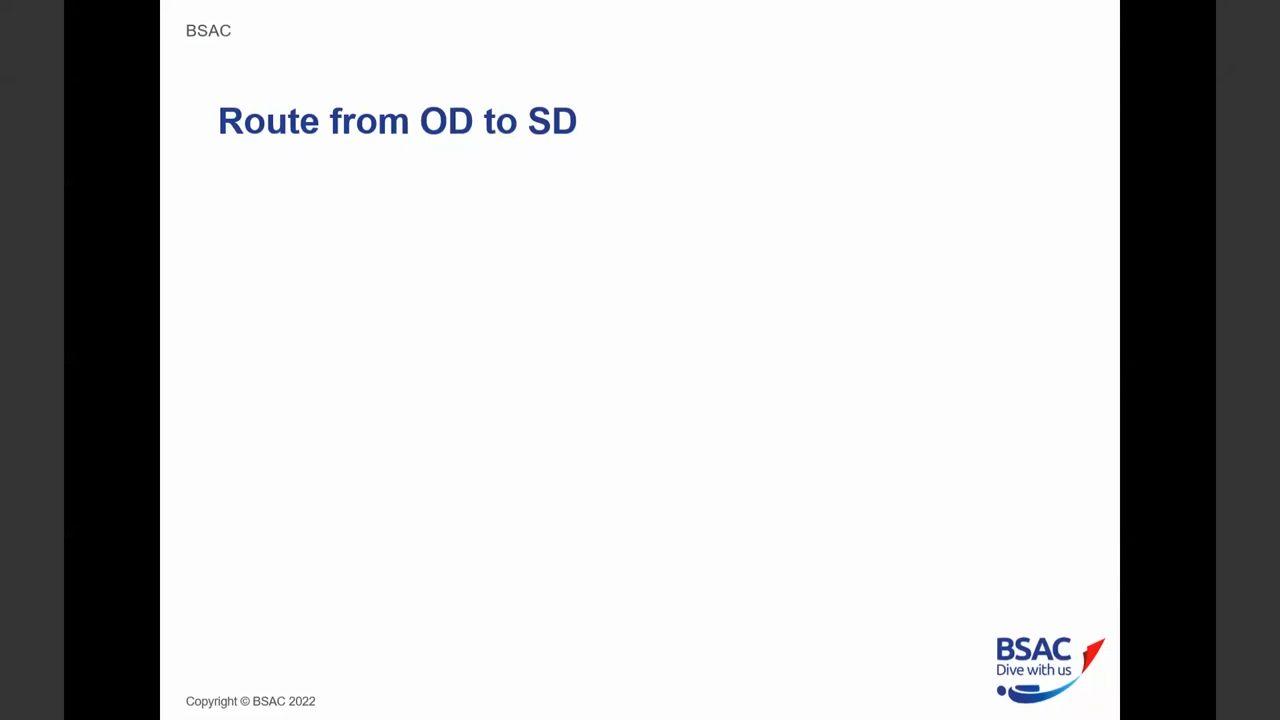 BSAC
Route from OD to SD
BSAC
Dive with us
Copyright © BSAC 2022